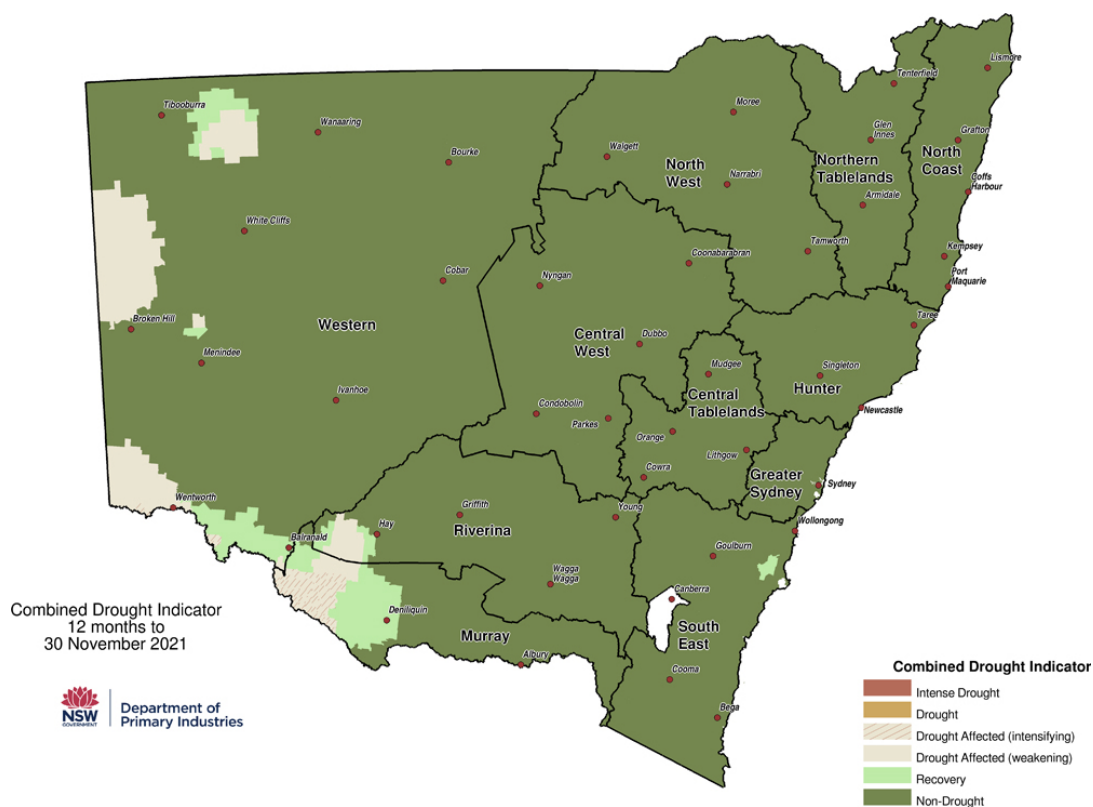 Lismore
Tenterfield
Tibooburra
Moree
Wanaaring
Glen
Innes
Grafton
Bourke
Walgett
North
West
Northern
Tablelands
North
Coast
Narrabri
Coffs
Harbour
Armidale
White Cliffs
Tamworth
Kempsey
Coonabarabran
Port
Maquarie
Cobar
Nyngan
Broken Hill
Western
Taree
Central
West
Dubbo
Menindee
Mudgee
Singleton
Hunter
Central
Tablelands
Ivanhoe
Condobolin
Parkes
Newcastle
Orange
Lithgow
Cowra
Greater
Sydney
Sydney
Wentworth
Griffith
Riverina
Young
Wollongong
Hay
Balranald
Goulburn
Wagga
Wagga
Canberra
Deniliquin
Murray
South
East
Albury
Cooma
Bega
Combined Drought Indicator
12 months to
30 November 2021
NSW
GOVERNMENT
Department of
Primary Industries
Combined Drought Indicator
Intense Drought
Drought
Drought Affected (intensifying)
Drought Affected (weakening)
Recovery
Non-Drought